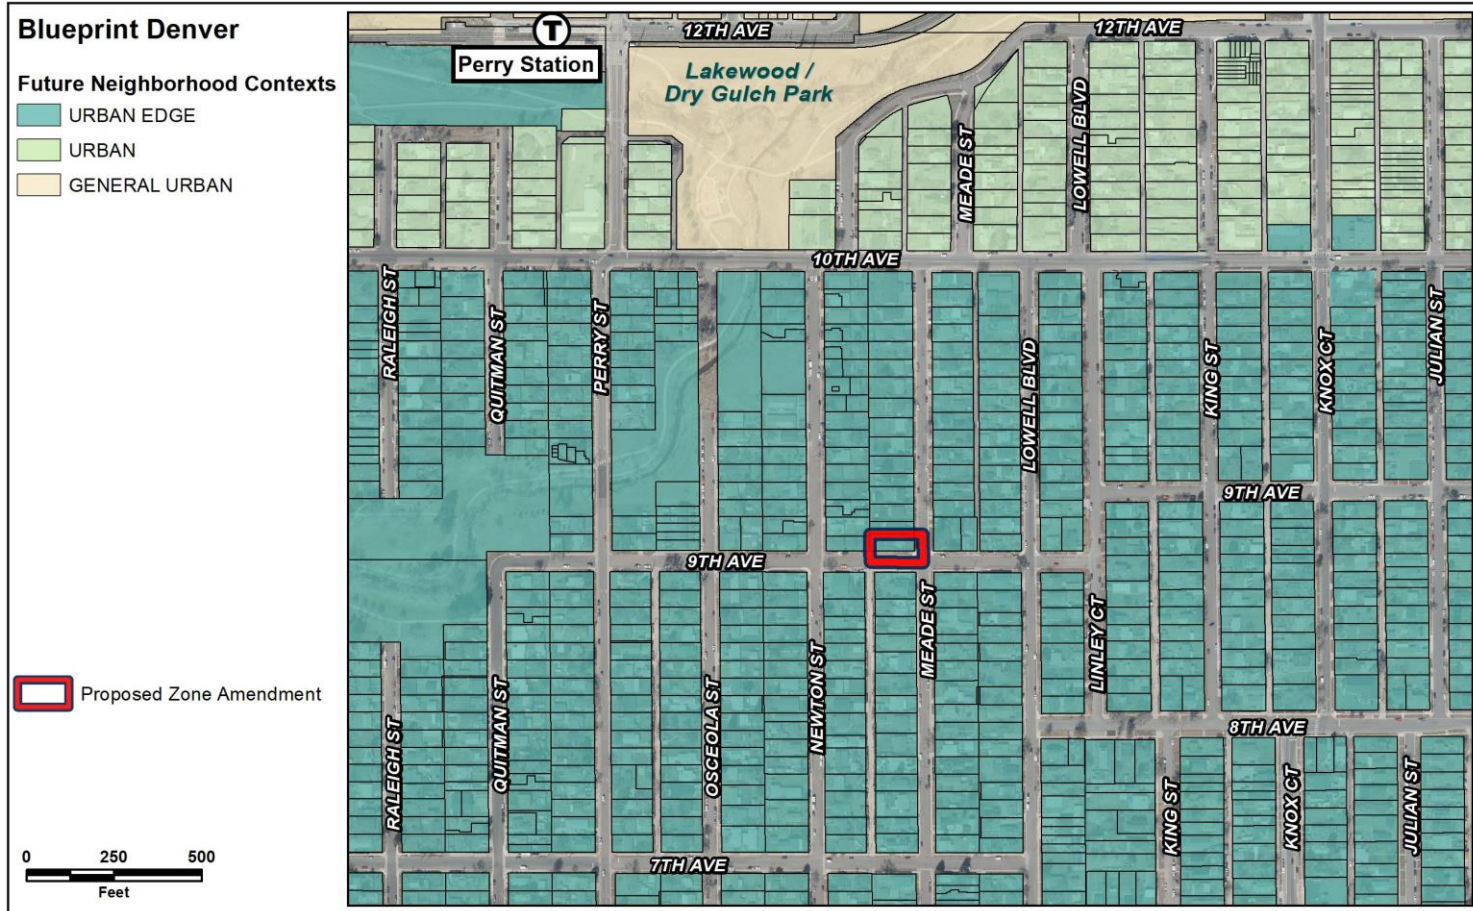 Blueprint Denver
Future Neighborhood Contexts
URBAN EDGE
URBAN
GENERAL URBAN
Proposed Zone Amendment
0 250 500
Feet
T
Perry Station
12TH AVE
12TH AVE
Lakewood /
Dry Gulch Park
MEADE ST
LOWELL BLVD
10TH AVE
RALEIGH ST
QUITMAN ST
PERRY ST
LOWELL BLVD
KING ST
KNOX CT
JULIAN ST
9TH AVE
9TH AVE
MEADE ST
LINLEY CT
NEWTON ST
OSCEOLA ST
QUITMAN ST
RALEIGH ST
8TH AVE
KING ST
KNOX CT
JULIAN ST
7TH AVE